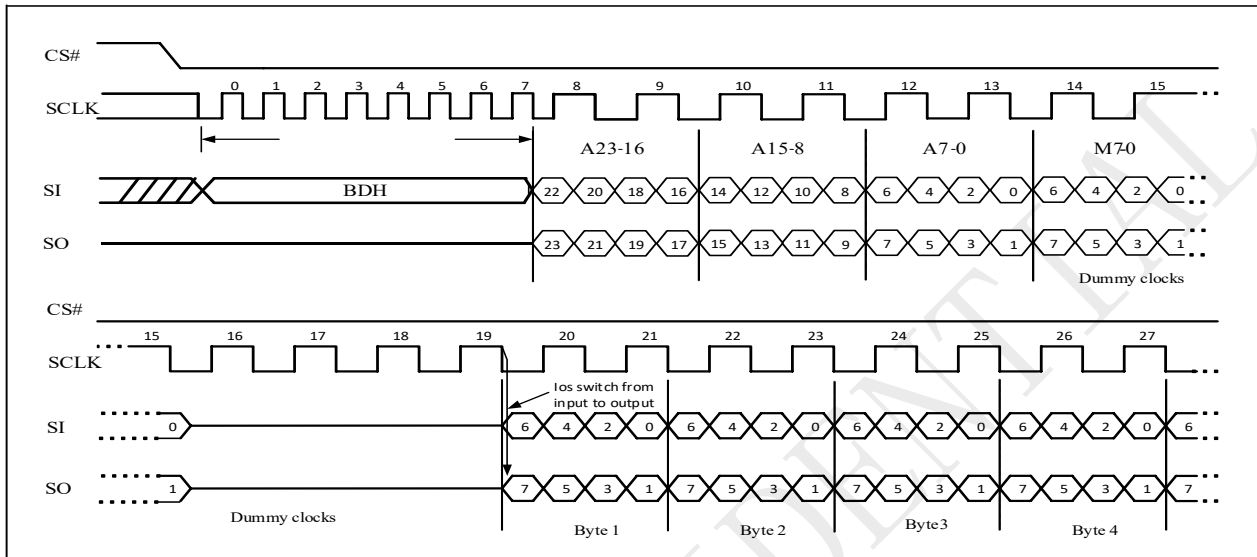 CS#
0 1 2 3 4 5 6 7 8 9 10 11 12 13 14 15
SCLK
A23-16 A15-8 A7-0 M7-0
SI BDH 22 20 18 16 14 12 10 8 6 4 2 0 6 4 2 0
SO 23 21 19 17 15 13 11 9 7 5 3 1 7 5 3 1
Dummy clocks
CS#
15 16 17 18 19 20 21 22 23 24 25 26 27
SCLK
Ios switch from
input to output
SI 0 6 4 2 0 6 4 2 0 6 4 2 0 6 4 2 0 6
SO 1 7 5 3 1 7 5 3 1 7 5 3 1 7 5 3 1 7
Dummy clocks Byte 1 Byte 2 Byte3 Byte 4
DENTIAL